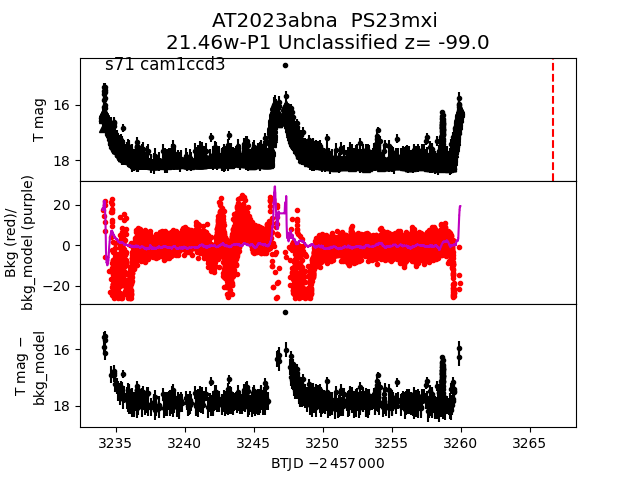 AT2023abna  PS23mxi
21.46w-P1 Unclassified z= -99.0
s71 cam1ccd3
T mag
16
18
Bkg (red)/
bkg_model (purple)
20
0
−20
T mag −
bkg_model
16
18
3235 3240 3245 3250 3255 3260 3265
BTJD −2 457 000